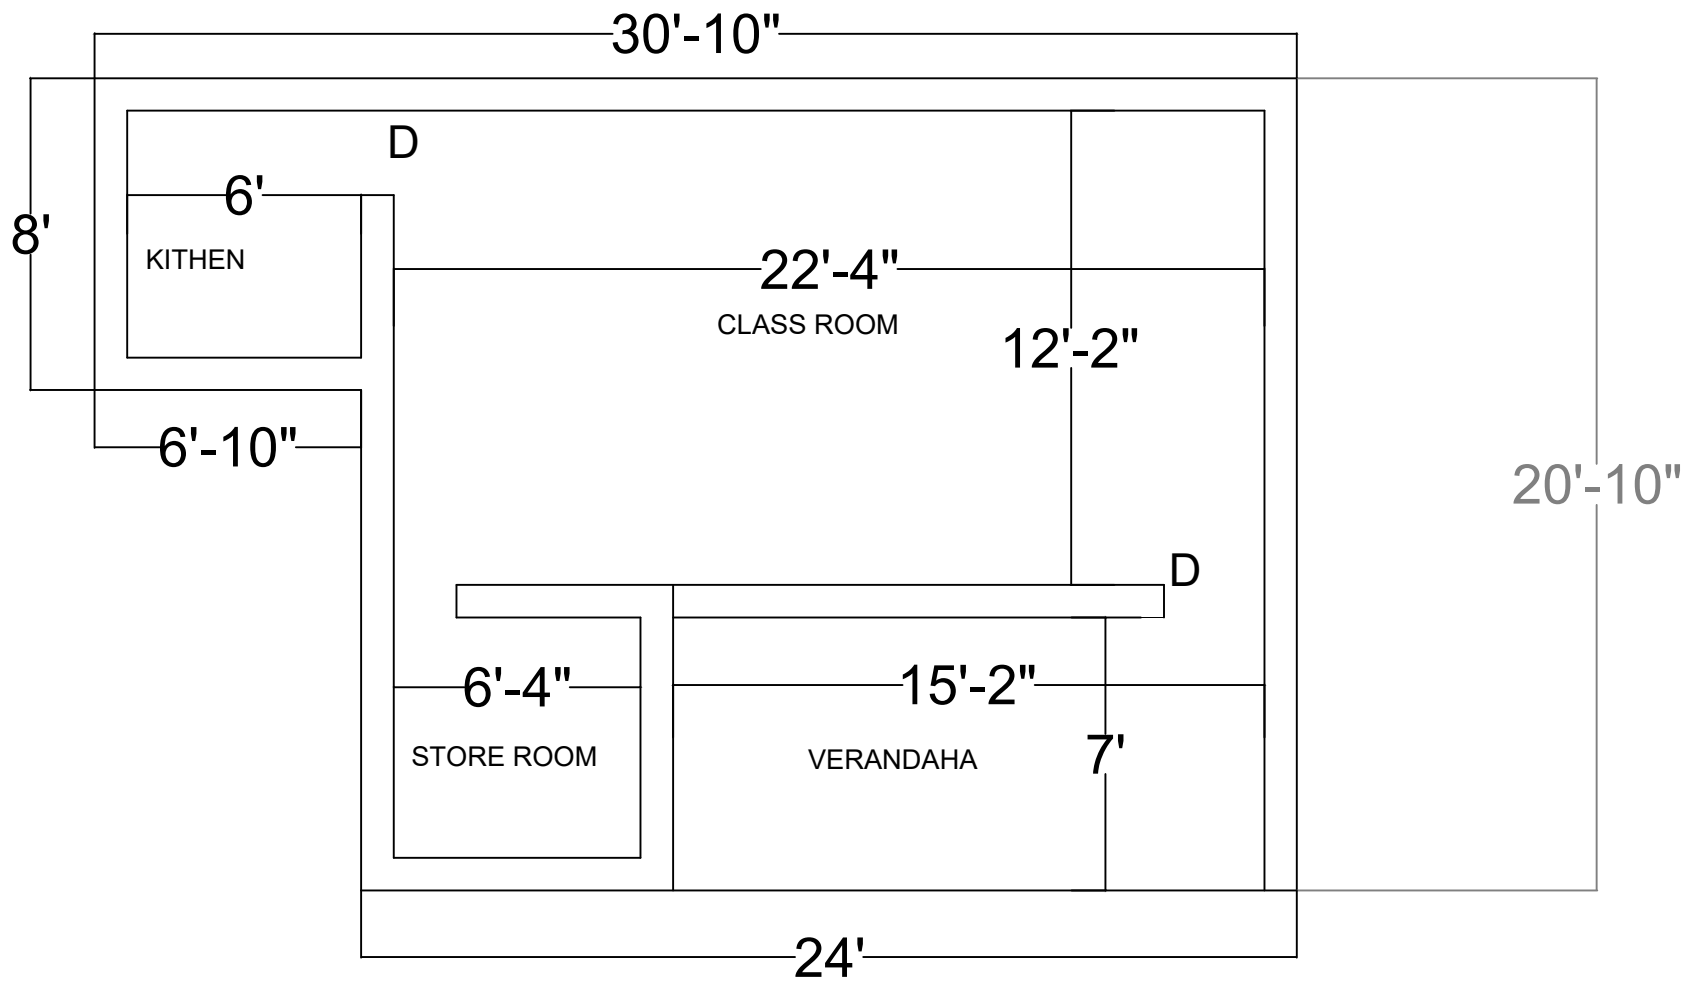 30'-10"
D
6'
8'
KITHEN
22'-4"
CLASS ROOM
12'-2"
6'-10"
20'-10"
D
6'-4"
15'-2"
STORE ROOM
VERANDAHA
7'
24'